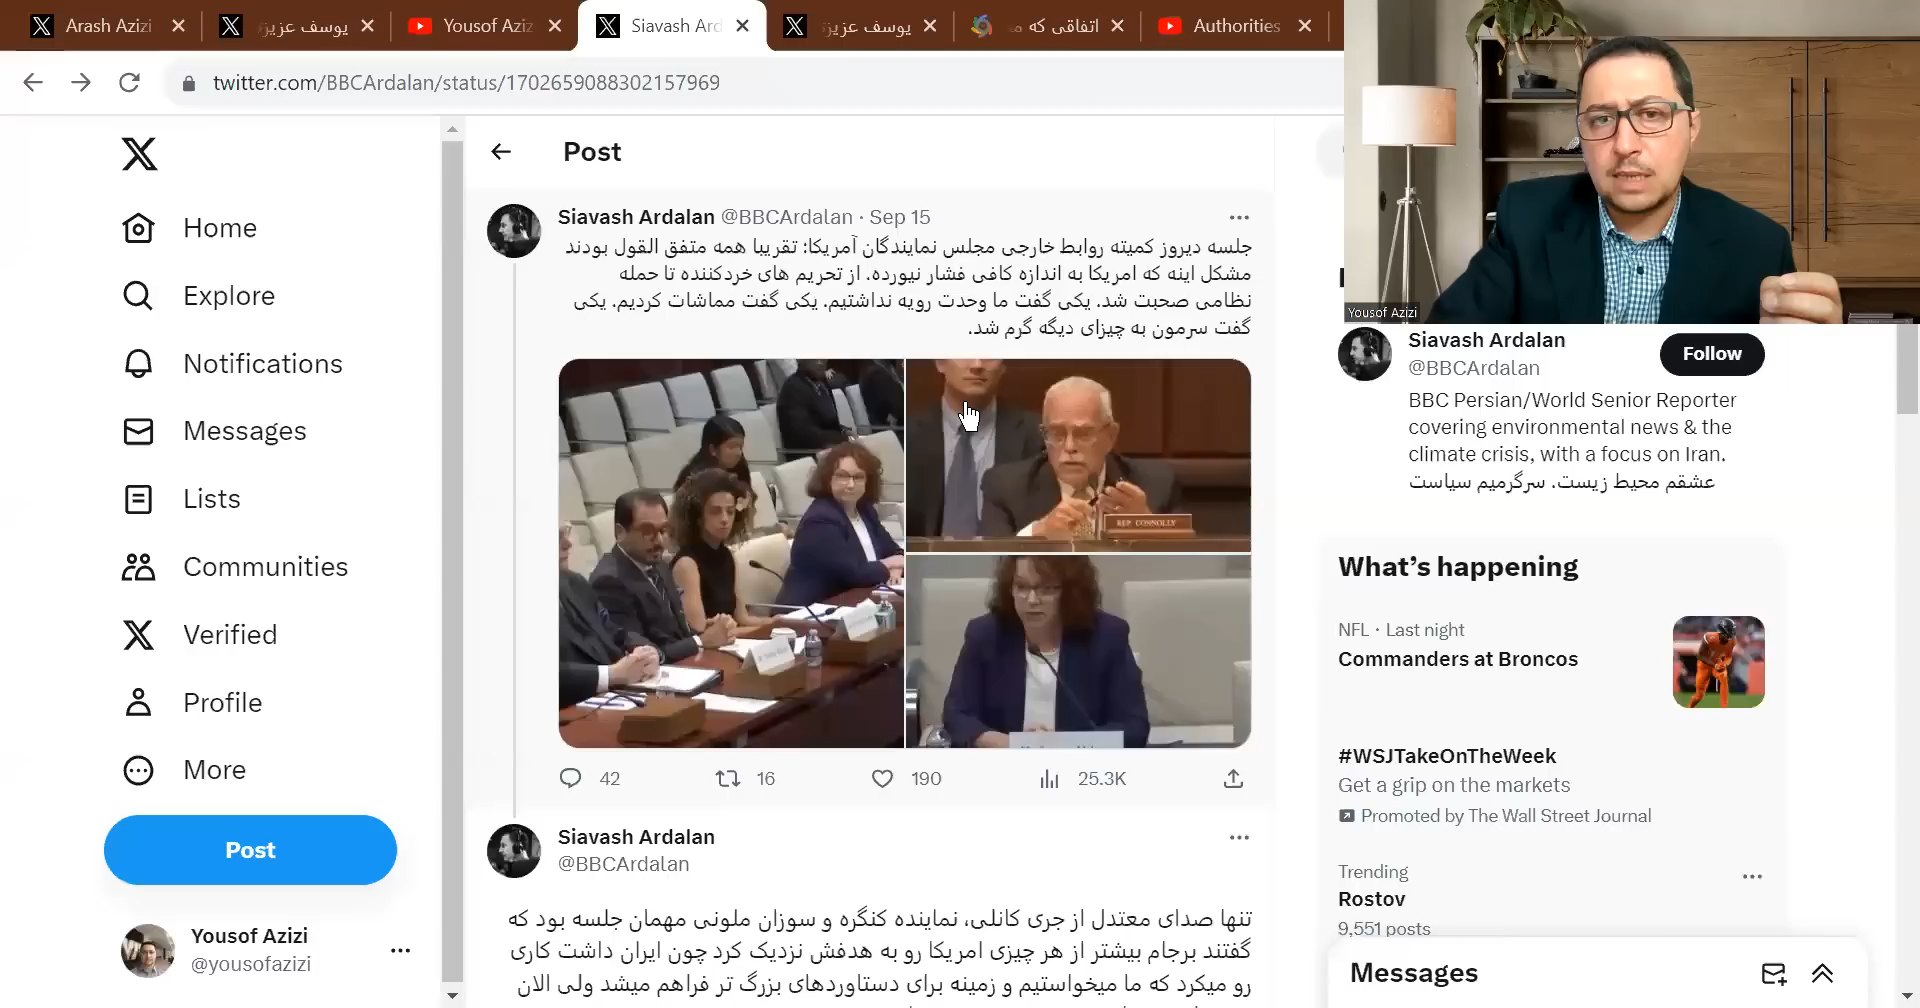 Arash Azizi
یوسف عزیزی
Yousof Aziz
Siavash Ard
یوسف عزیزی
اتفاقی که مه
Authorities
twitter.com/BBCArdalan/status/1702659088302157969
Home
Explore
Notifications
Messages
Lists
Communities
Verified
Profile
More
Post
Yousof Azizi
@yousofazizi
Post
Siavash Ardalan @BBCArdalan · Sep 15
جلسه دیروز کمیته روابط خارجی مجلس نمایندگان آمریکا: تقریبا همه متفق القول بودند
مشکل اینه که امریکا به اندازه کافی فشار نیورده. از تحریم های خردکننده تا حمله
نظامی صحبت شد. یکی گفت ما وحدت رویه نداشتیم. یکی گفت مماشات کردیم. یکی
گفت سرمون به چیزای دیگه گرم شد.
REP CONNOLLY
42
16
190
25.3K
Siavash Ardalan
@BBCArdalan
تنها صدای معتدل از جری کانلی، نماینده کنگره و سوزان ملونی مهمان جلسه بود که
گفتند برجام بیشتر از هر چیزی امریکا رو به هدفش نزدیک کرد چون ایران داشت کاری
رو میکرد که ما میخواستیم و زمینه برای دستاوردهای بزرگ تر فراهم میشد ولی الان
Yousof Azizi
Siavash Ardalan
@BBCArdalan
Follow
BBC Persian/World Senior Reporter
covering environmental news & the
climate crisis, with a focus on Iran.
عشقم محیط زیست. سرگرمیم سیاست
What's happening
NFL · Last night
Commanders at Broncos
#WSJTakeOnTheWeek
Get a grip on the markets
Promoted by The Wall Street Journal
Trending
Rostov
9,551 posts
Messages